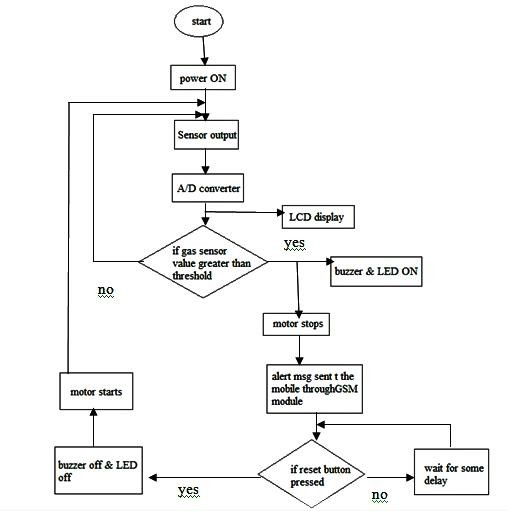 start
power ON
Sensor output
A/D converter
LCD display
if gas sensor
value greater than
threshold
yes
buzzer & LED ON
no
motor stops
alert msg sent t the
mobile throughGSM
module
motor starts
if reset button
pressed
wait for some
delay
buzzer off & LED
off
yes
no